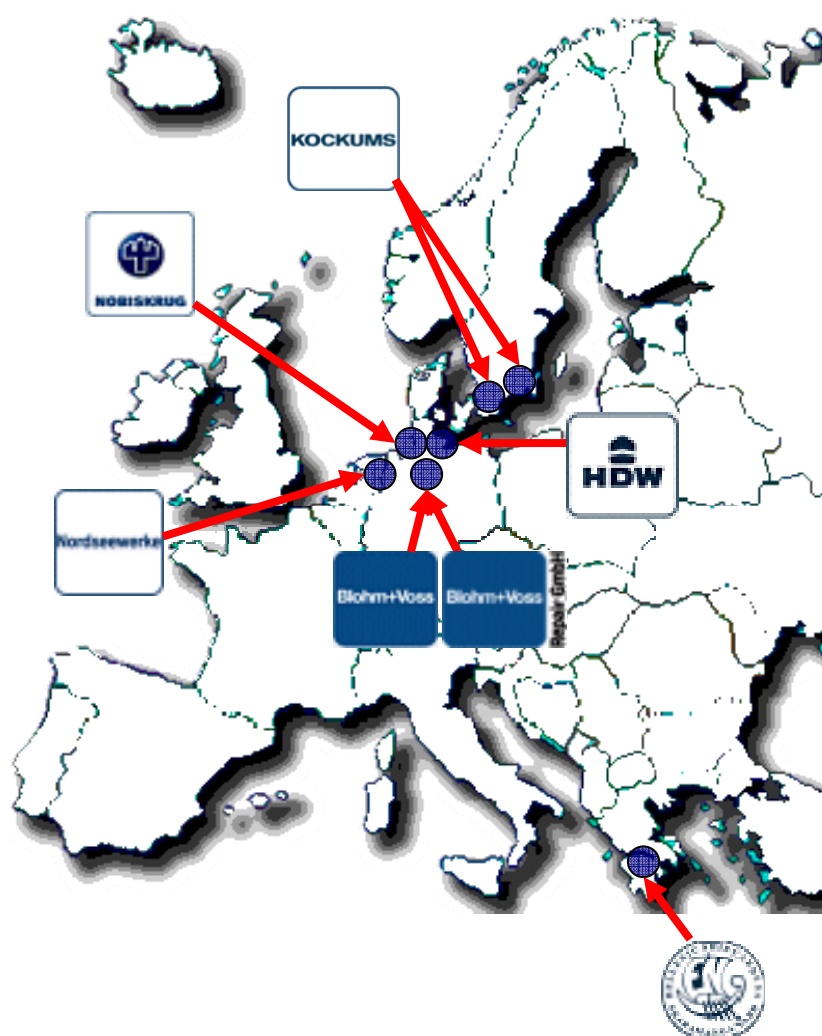 KOCKUMS
NOBISKRUG
HDW
Nordseewerke
Blohm+Voss
Blohm+Voss
Repair GmbH